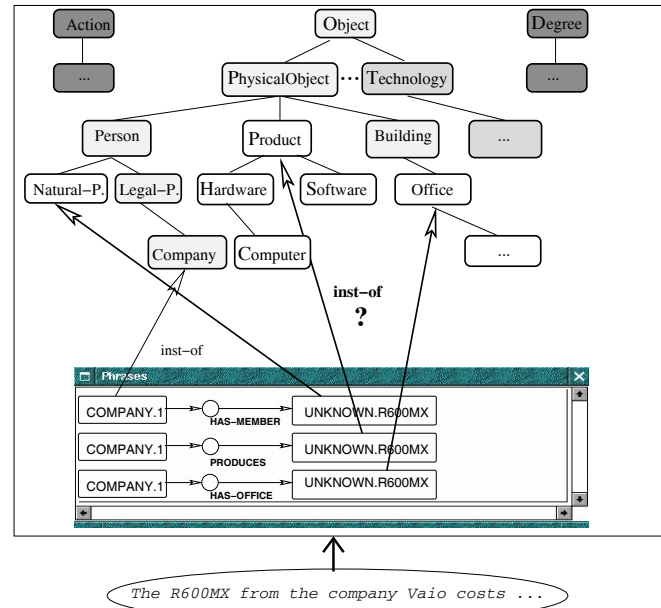 Action Object Degree
... PhysicalObject ... Technology ...
Person Product Building ...
Natural-P. Legal-P. Hardware Software Office
Company Computer ...
inst-of
?
inst-of
Phrases
COMPANY.1 HAS-MEMBER UNKNOWN.R600MX
COMPANY.1 PRODUCES UNKNOWN.R600MX
COMPANY.1 HAS-OFFICE UNKNOWN.R600MX
The R600MX from the company Vaio costs ...